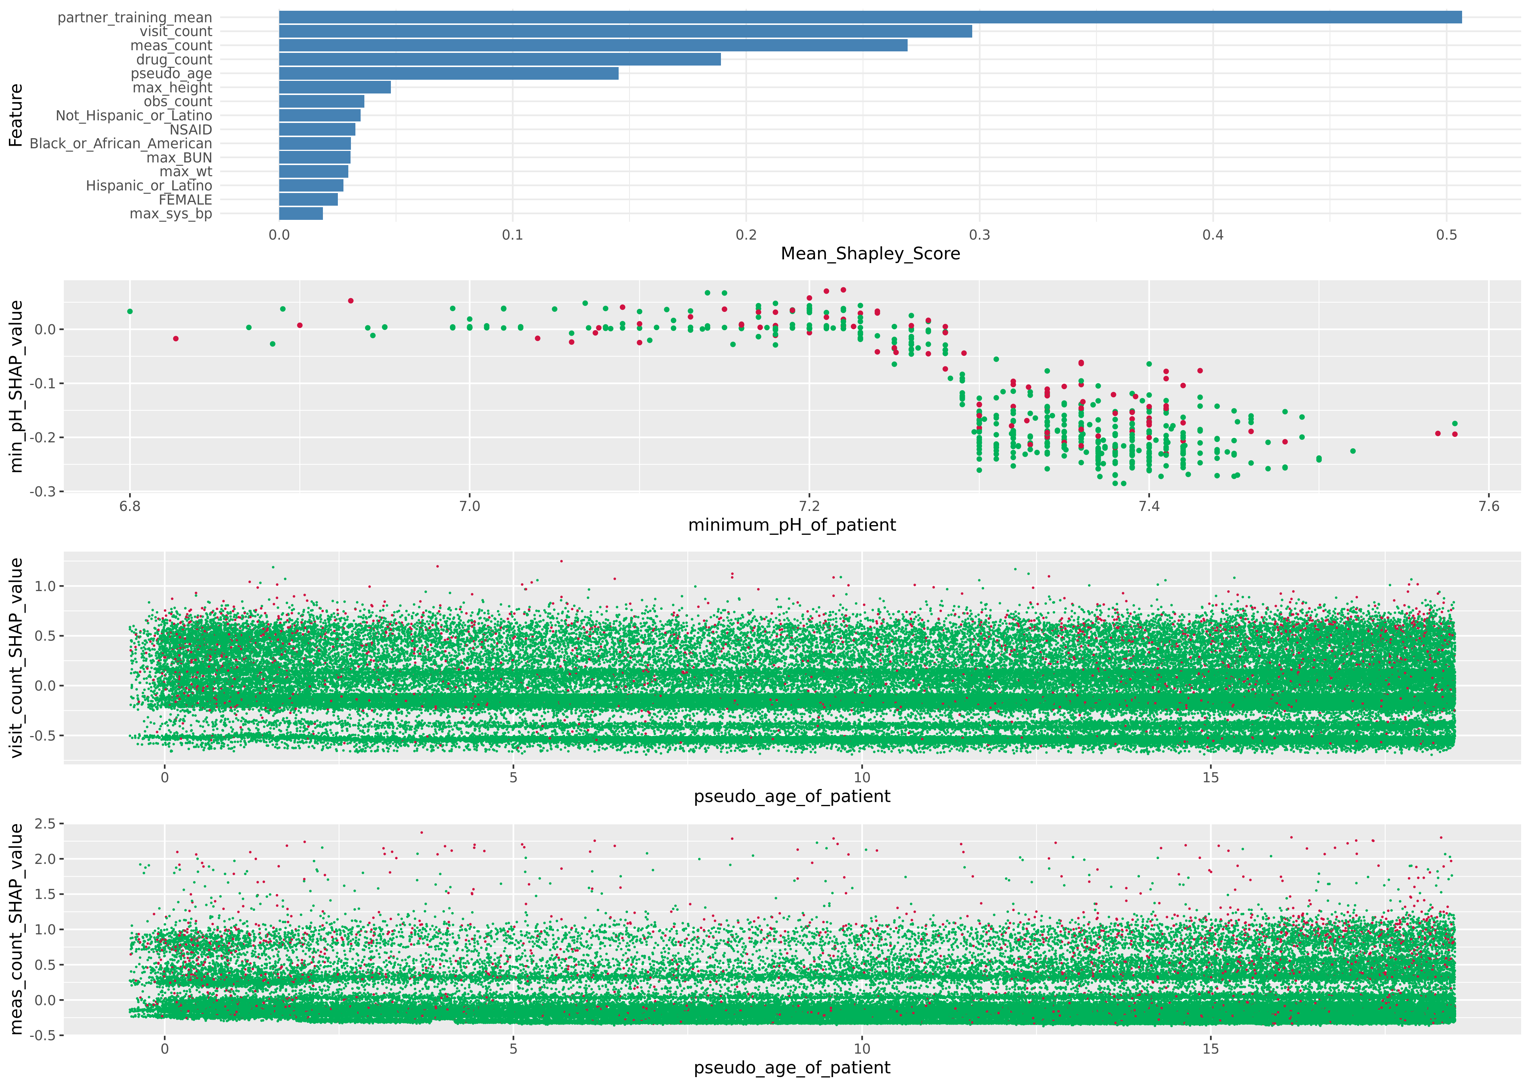 Feature
partner_training_mean
visit_count
meas_count
drug_count
pseudo_age
max_height
obs_count
Not_Hispanic_or_Latino
NSAID
Black_or_African_American
max_BUN
max_wt
Hispanic_or_Latino
FEMALE
max_sys_bp
0.0 0.1 0.2 0.3 0.4 0.5
Mean_Shapley_Score
min_pH_SHAP_value
0.0
-0.1
-0.2
-0.3
6.8 7.0 7.2 7.4 7.6
minimum_pH_of_patient
visit_count_SHAP_value
1.0
0.5
0.0
-0.5
0 5 10 15
pseudo_age_of_patient
meas_count_SHAP_value
2.5
2.0
1.5
1.0
0.5
0.0
-0.5
0 5 10 15
pseudo_age_of_patient